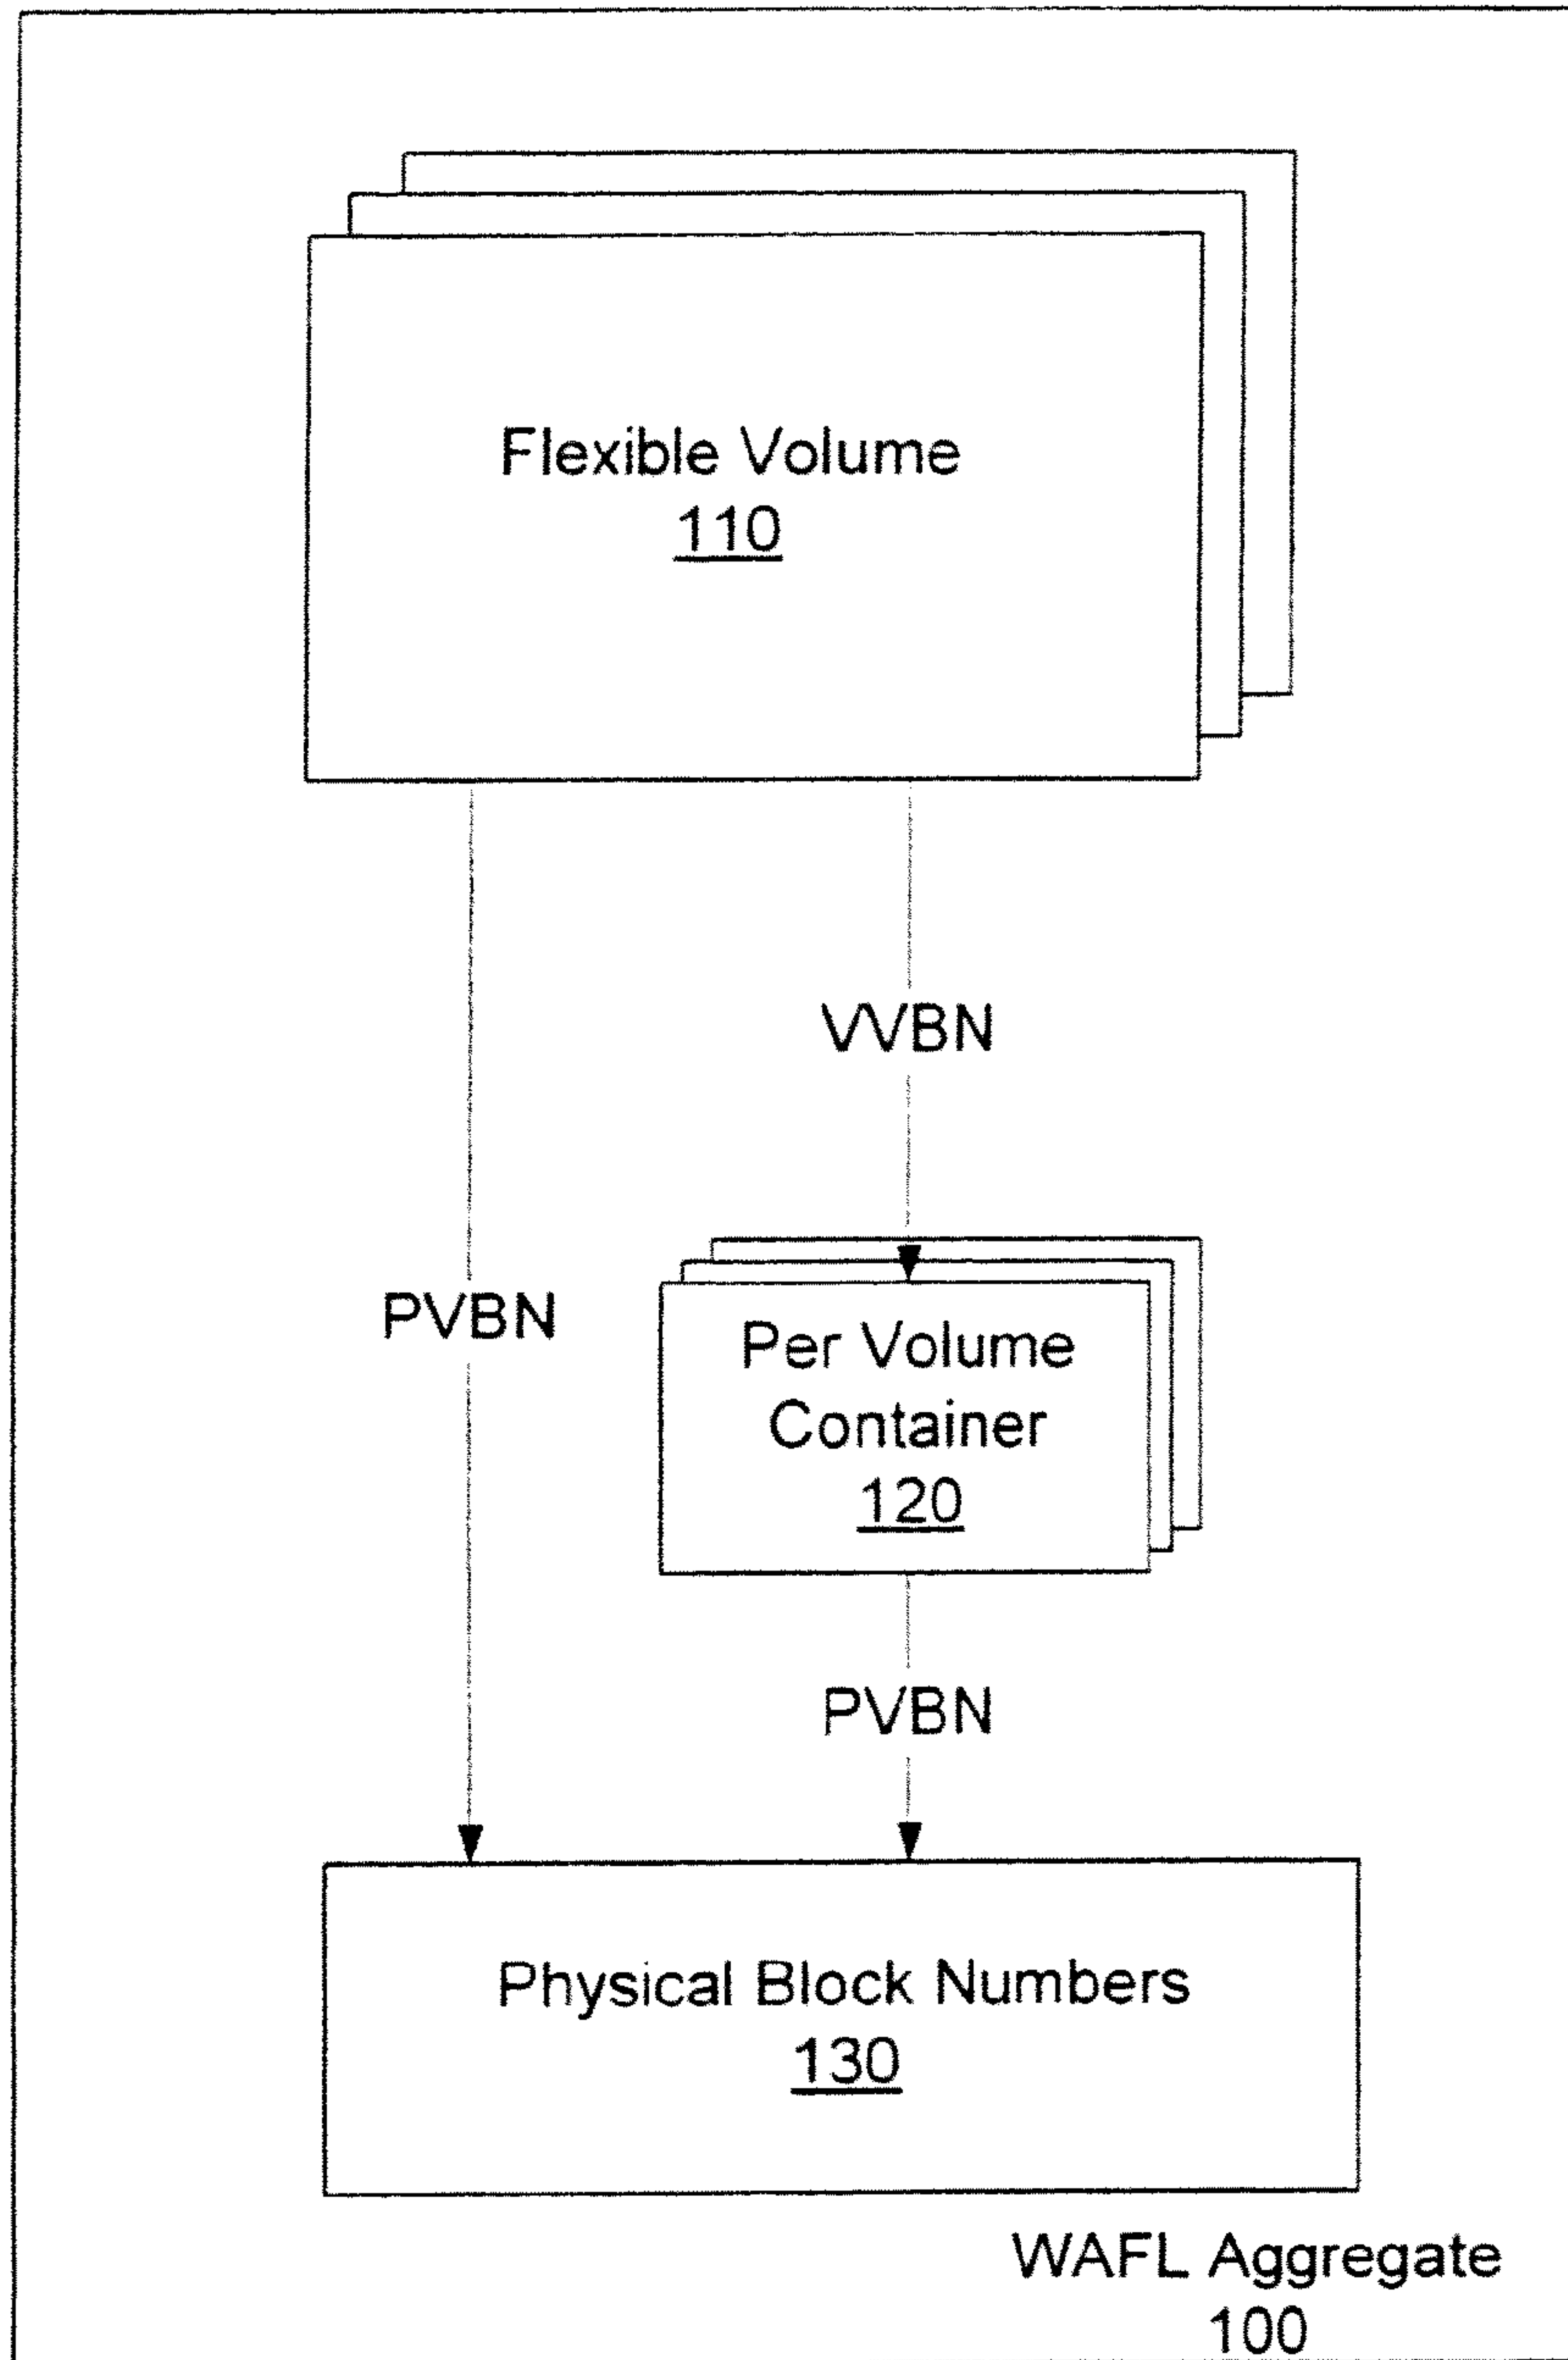 Flexible Volume
110
VVBN
PVBN
Per Volume
Container
120
PVBN
Physical Block Numbers
130
WAFL Aggregate
100